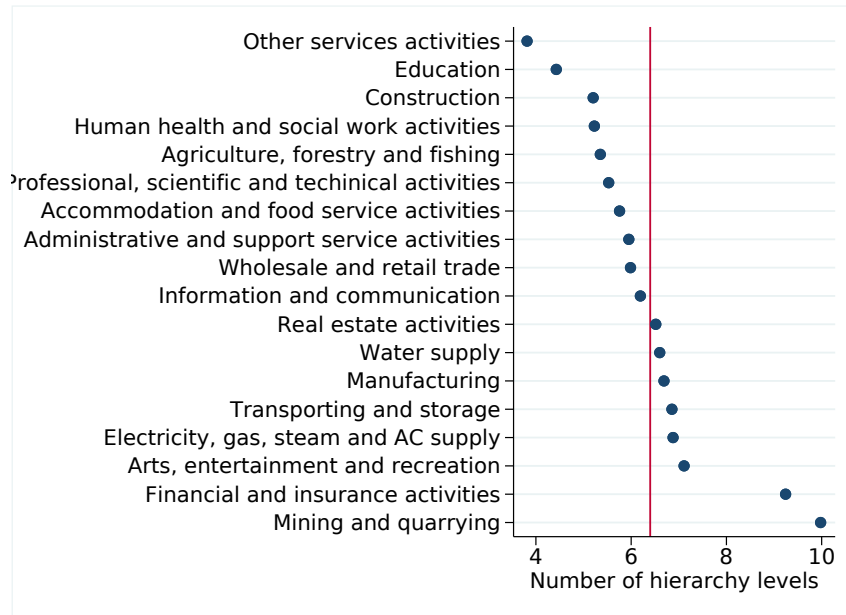 Other services activities
Education
Construction
Human health and social work activities
Agriculture, forestry and fishing
Professional, scientific and techinical activities
Accommodation and food service activities
Administrative and support service activities
Wholesale and retail trade
Information and communication
Real estate activities
Water supply
Manufacturing
Transporting and storage
Electricity, gas, steam and AC supply
Arts, entertainment and recreation
Financial and insurance activities
Mining and quarrying
4 6 8 10
Number of hierarchy levels